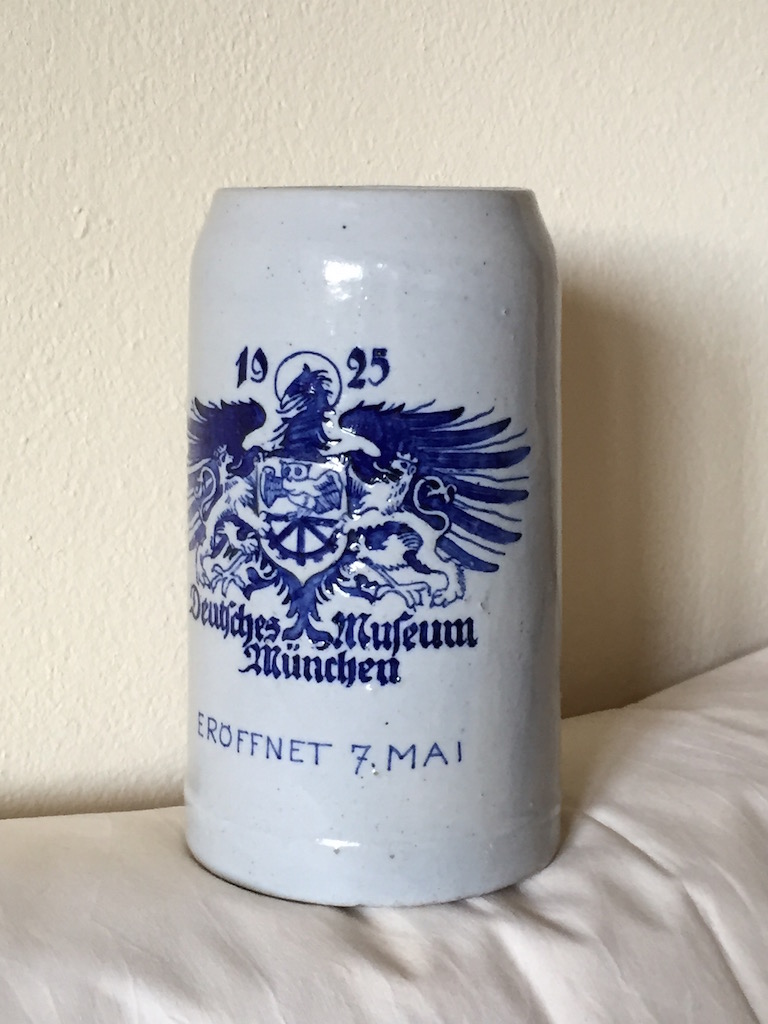 1925
Deutsches Museum
München
ERÖFFNET 7. MAI